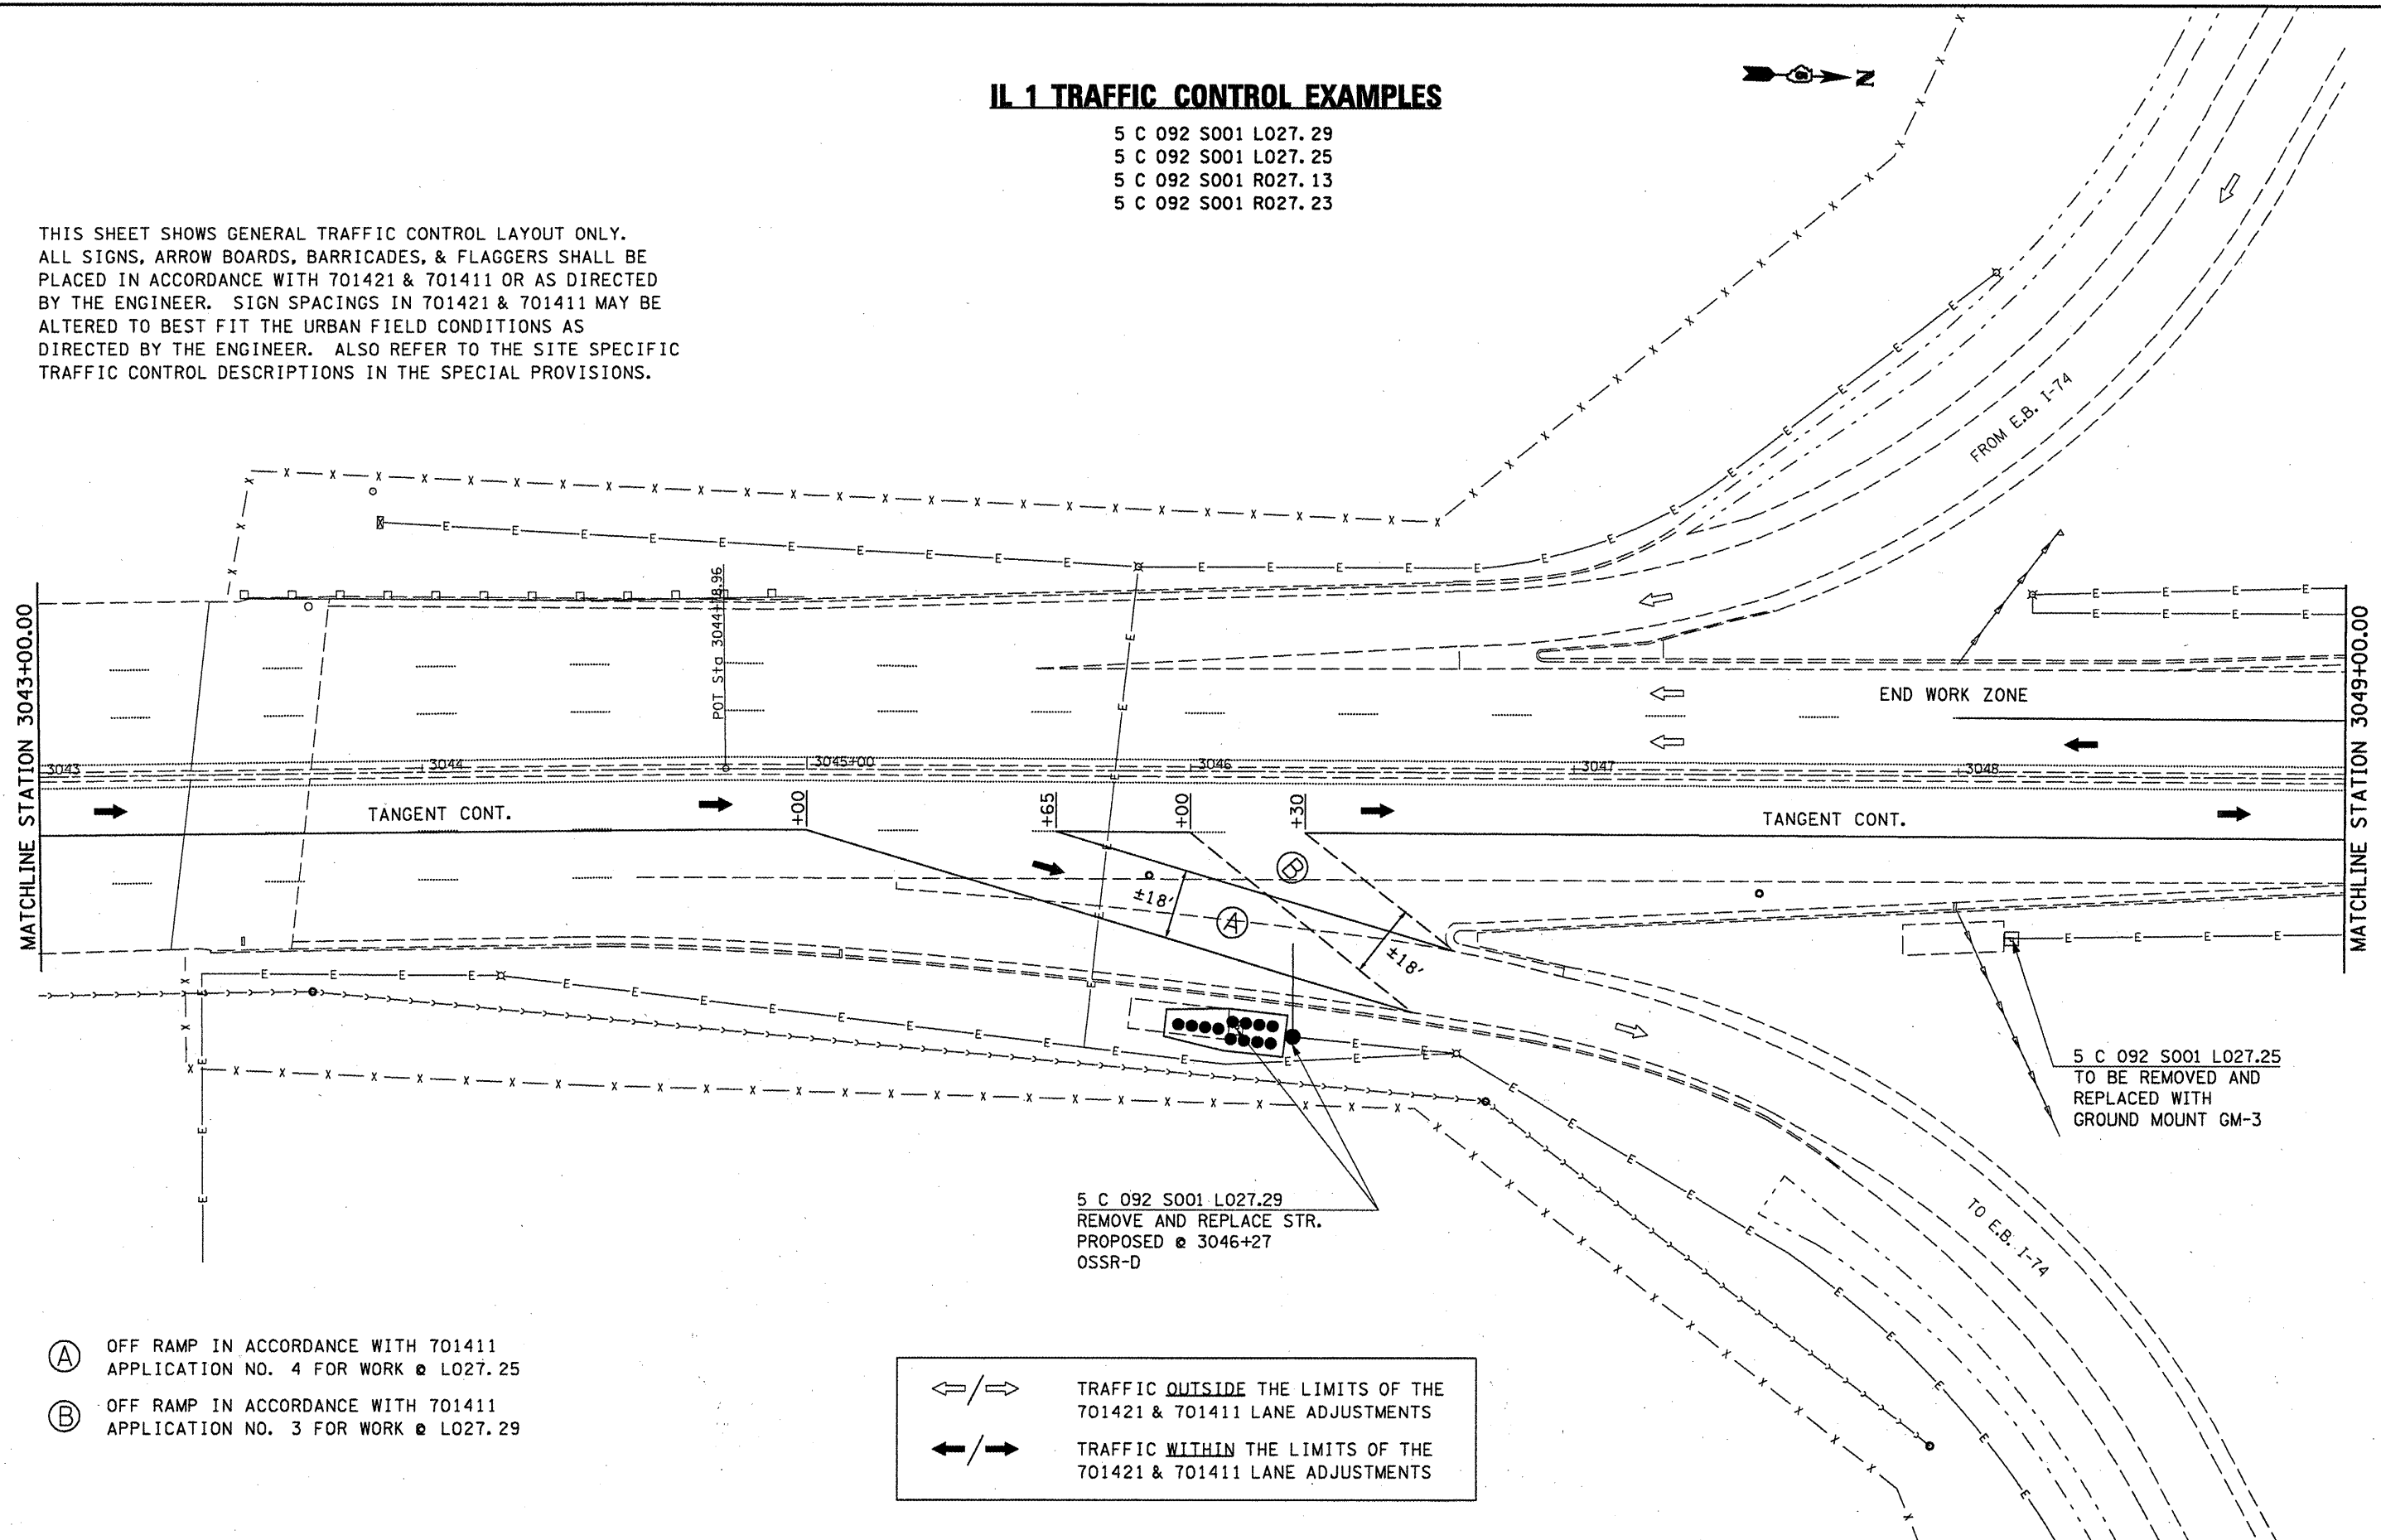 IL 1 TRAFFIC CONTROL EXAMPLES
5 C 092 S001 L027.29
5 C 092 S001 L027.25
5 C 092 S001 R027.13
5 C 092 S001 R027.23
N
THIS SHEET SHOWS GENERAL TRAFFIC CONTROL LAYOUT ONLY.
ALL SIGNS, ARROW BOARDS, BARRICADES, & FLAGGERS SHALL BE
PLACED IN ACCORDANCE WITH 701421 & 701411 OR AS DIRECTED
BY THE ENGINEER. SIGN SPACINGS IN 701421 & 701411 MAY BE
ALTERED TO BEST FIT THE URBAN FIELD CONDITIONS AS
DIRECTED BY THE ENGINEER. ALSO REFER TO THE SITE SPECIFIC
TRAFFIC CONTROL DESCRIPTIONS IN THE SPECIAL PROVISIONS.
FROM E.B. I-74
MATCHLINE STATION 3043+00.00
POT Sta 3044+78.96
END WORK ZONE
MATCHLINE STATION 3049+00.00
3043
3044
3045+00
3046
3047
3048
TANGENT CONT.
+00
+65
+00
+30
TANGENT CONT.
B
±18'
A
±18'
5 C 092 S001 L027.25
TO BE REMOVED AND
REPLACED WITH
GROUND MOUNT GM-3
5 C 092 S001 L027.29
REMOVE AND REPLACE STR.
PROPOSED @ 3046+27
OSSR-D
TO E.B. I-74
A OFF RAMP IN ACCORDANCE WITH 701411
APPLICATION NO. 4 FOR WORK @ L027.25
B OFF RAMP IN ACCORDANCE WITH 701411
APPLICATION NO. 3 FOR WORK @ L027.29
TRAFFIC OUTSIDE THE LIMITS OF THE
701421 & 701411 LANE ADJUSTMENTS
TRAFFIC WITHIN THE LIMITS OF THE
701421 & 701411 LANE ADJUSTMENTS